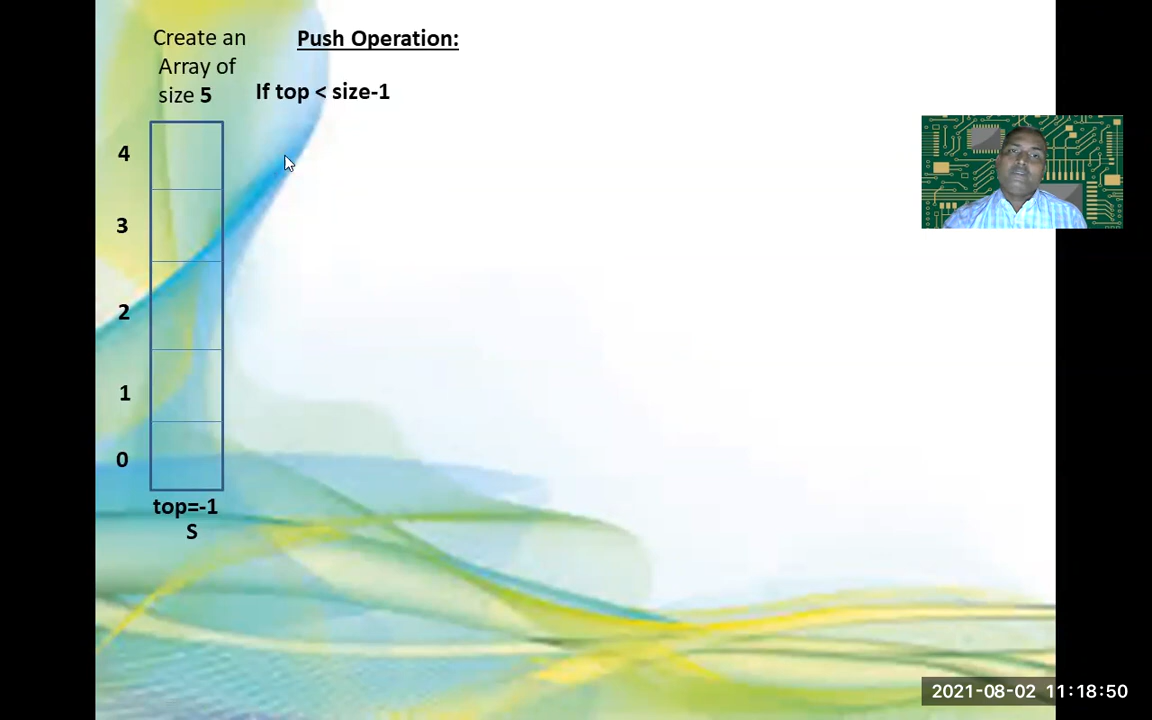 Create an
Array of
size 5
Push Operation:
If top < size-1
4
3
2
1
0
top=-1
S
2021-08-02 11:18:50